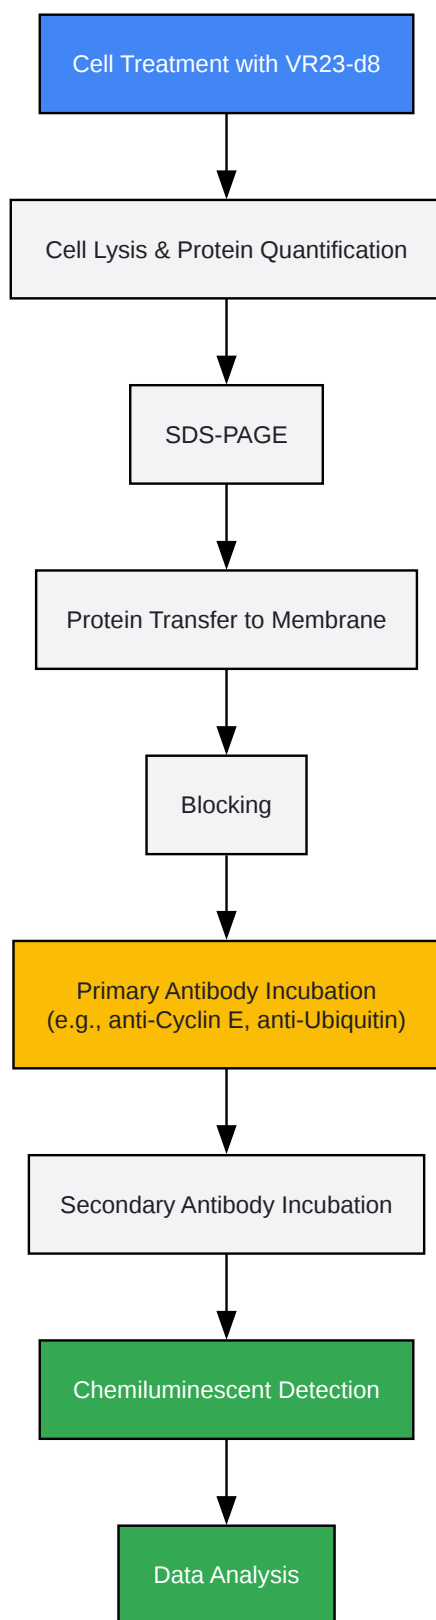 Cell Treatment with VR23-d8
Cell Lysis & Protein Quantification
SDS-PAGE
Protein Transfer to Membrane
Blocking
Primary Antibody Incubation
(e.g., anti-Cyclin E, anti-Ubiquitin)
Secondary Antibody Incubation
Chemiluminescent Detection
Data Analysis